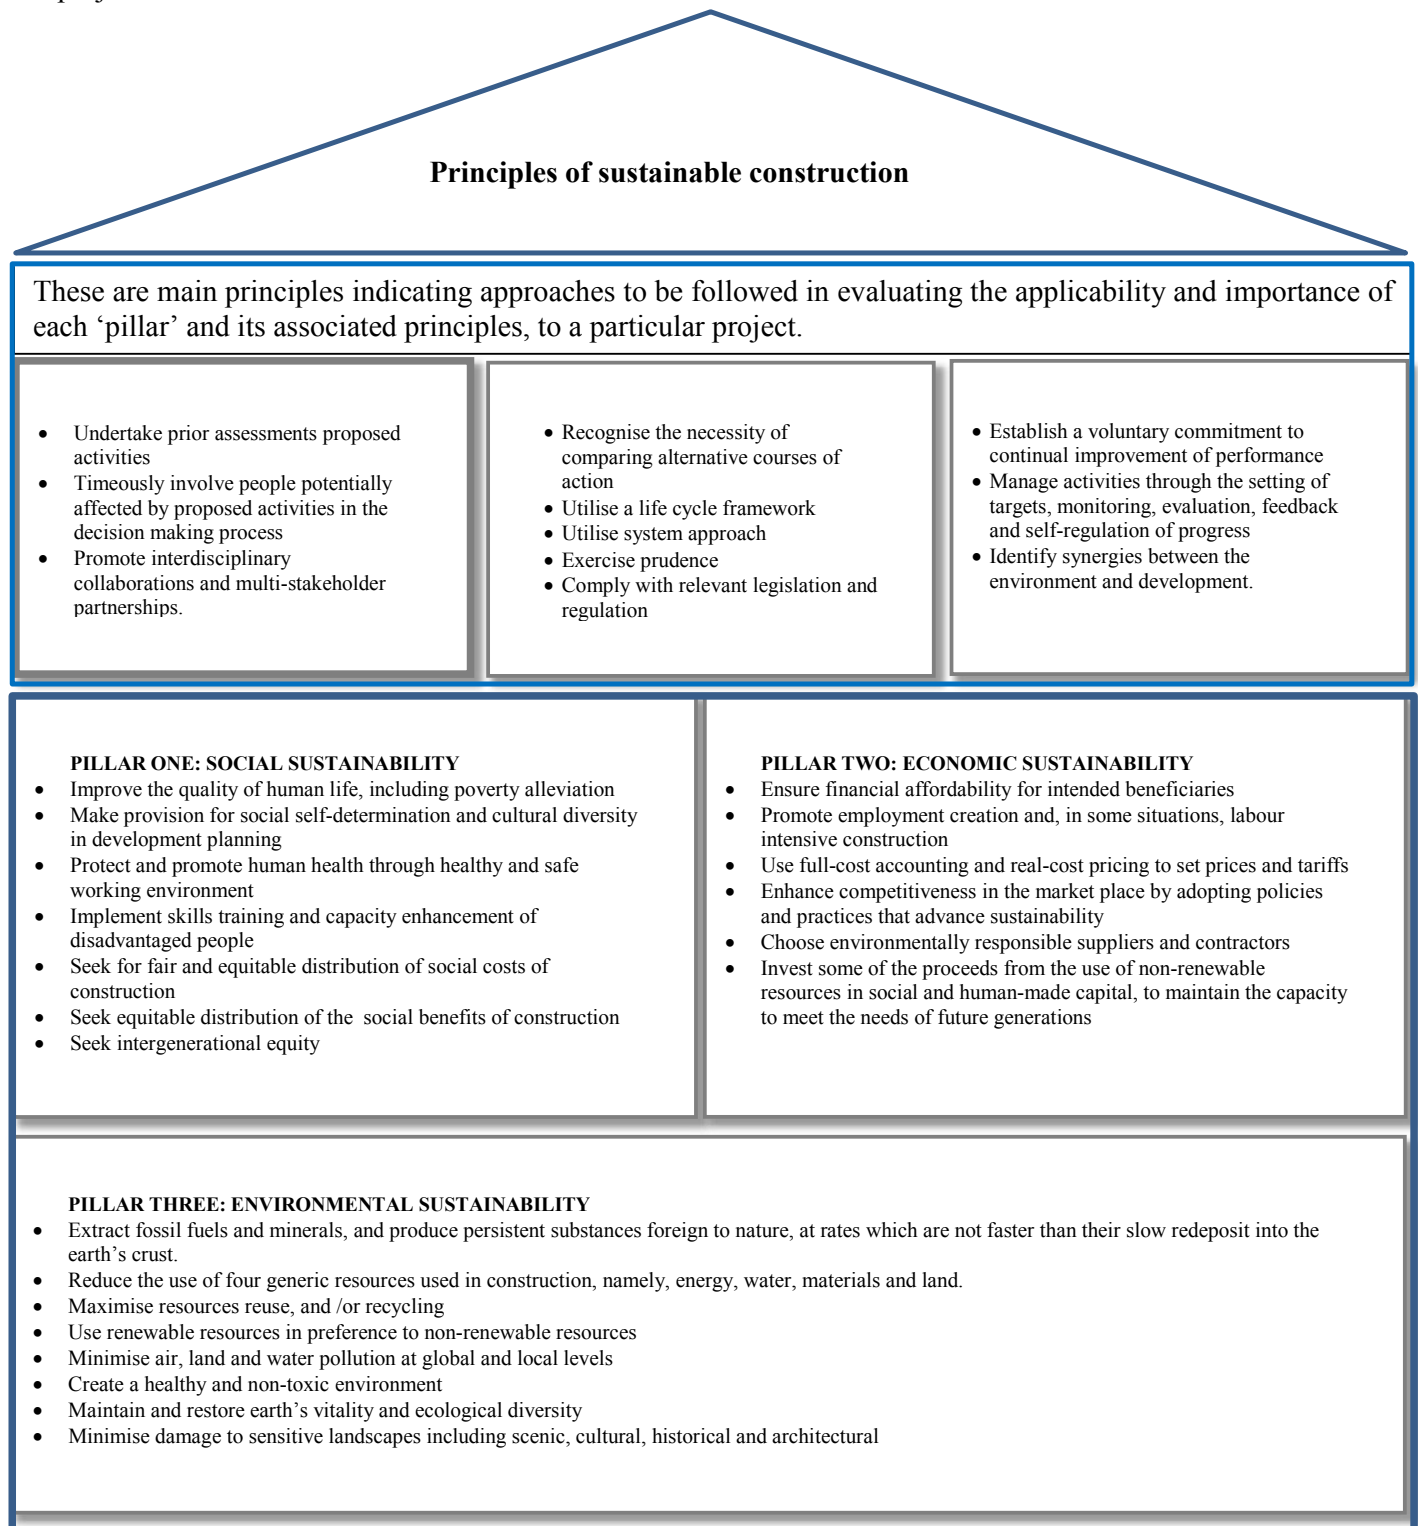 Principles of sustainable construction
These are main principles indicating approaches to be followed in evaluating the applicability and importance of
each ‘pillar’ and its associated principles, to a particular project.
• Undertake prior assessments proposed
activities
• Timeously involve people potentially
affected by proposed activities in the
decision making process
• Promote interdisciplinary
collaborations and multi-stakeholder
partnerships.
• Recognise the necessity of
comparing alternative courses of
action
• Utilise a life cycle framework
• Utilise system approach
• Exercise prudence
• Comply with relevant legislation and
regulation
• Establish a voluntary commitment to
continual improvement of performance
• Manage activities through the setting of
targets, monitoring, evaluation, feedback
and self-regulation of progress
• Identify synergies between the
environment and development.
PILLAR ONE: SOCIAL SUSTAINABILITY
• Improve the quality of human life, including poverty alleviation
• Make provision for social self-determination and cultural diversity
in development planning
• Protect and promote human health through healthy and safe
working environment
• Implement skills training and capacity enhancement of
disadvantaged people
• Seek for fair and equitable distribution of social costs of
construction
• Seek equitable distribution of the social benefits of construction
• Seek intergenerational equity
PILLAR TWO: ECONOMIC SUSTAINABILITY
• Ensure financial affordability for intended beneficiaries
• Promote employment creation and, in some situations, labour
intensive construction
• Use full-cost accounting and real-cost pricing to set prices and tariffs
• Enhance competitiveness in the market place by adopting policies
and practices that advance sustainability
• Choose environmentally responsible suppliers and contractors
• Invest some of the proceeds from the use of non-renewable
resources in social and human-made capital, to maintain the capacity
to meet the needs of future generations
PILLAR THREE: ENVIRONMENTAL SUSTAINABILITY
• Extract fossil fuels and minerals, and produce persistent substances foreign to nature, at rates which are not faster than their slow redeposit into the
earth’s crust.
• Reduce the use of four generic resources used in construction, namely, energy, water, materials and land.
• Maximise resources reuse, and /or recycling
• Use renewable resources in preference to non-renewable resources
• Minimise air, land and water pollution at global and local levels
• Create a healthy and non-toxic environment
• Maintain and restore earth’s vitality and ecological diversity
• Minimise damage to sensitive landscapes including scenic, cultural, historical and architectural